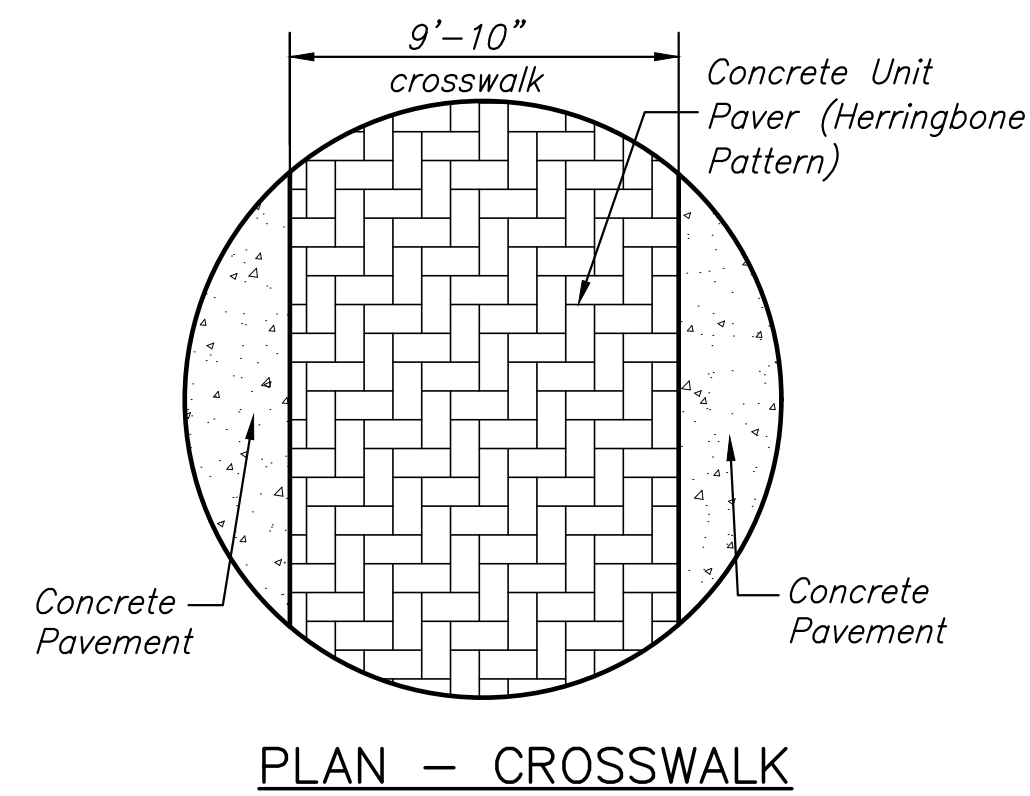 9'-10"
crosswalk
Concrete Unit
Paver (Herringbone
Pattern)
Concrete
Pavement
Concrete
Pavement
PLAN - CROSSWALK